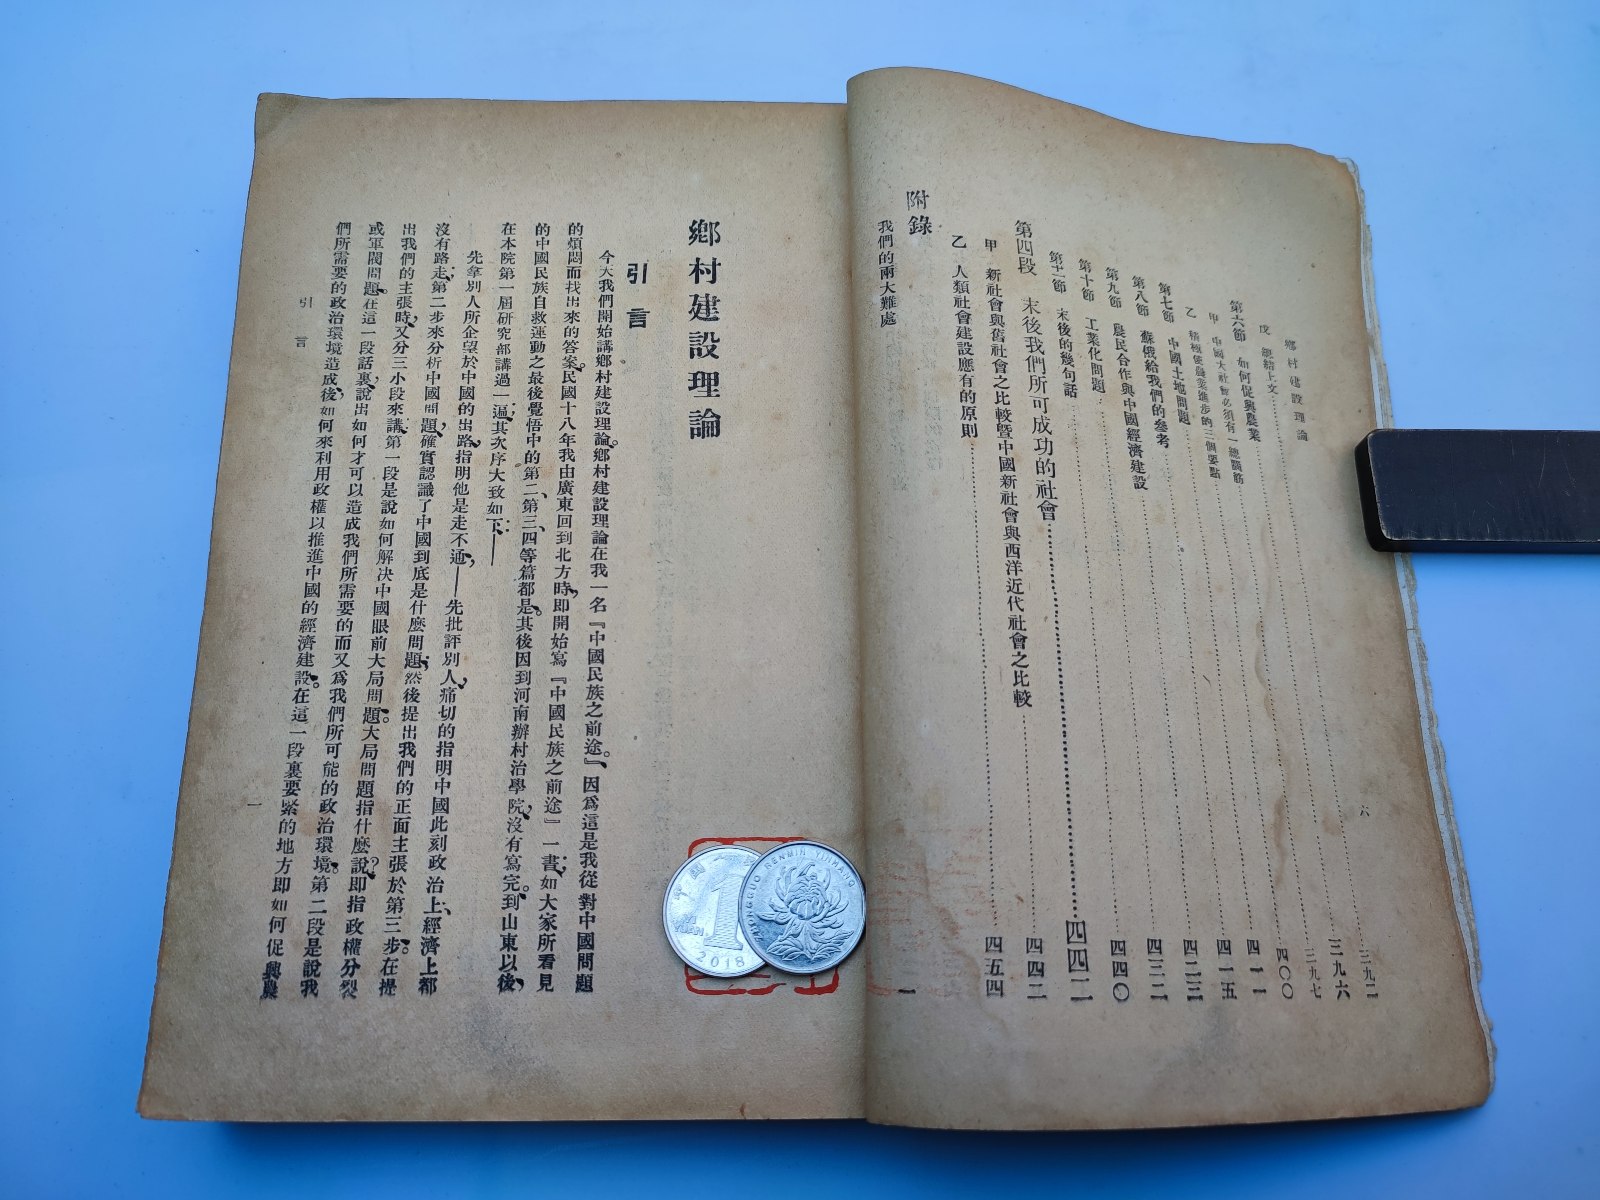 鄉村建設理論 六
戊 總結上文 三九二
第六節 如何促興農業 三九六
甲 中國大社會必須有一總腦筋 三九七
乙 積極使農業進步的三個要點 四〇〇
第七節 中國土地問題 四一一
第八節 蘇俄給我們的參考 四一五
第九節 農民合作與中國經濟建設 四二三
第十節 工業化問題 四三二
第十一節 末後的幾句話 四四〇
第四段 末後我們所可成功的社會 四四二
甲 新社會與舊社會之比較暨中國新社會與西洋近代社會之比較 四四二
乙 人類社會建設應有的原則 四五四
附錄
我們的兩大難處 一
鄉村建設理論
引言
今天我們開始講鄉村建設理論。鄉村建設理論在我一名『中國民族之前途。』因爲這是我從對中國問題
的煩悶而找出來的答案。民國十八年我由廣東回到北方時，即開始寫『中國民族之前途』一書；如大家所看見
的中國民族自救運動之最後覺悟中的第二、第三、四等篇都是。其後因到河南辦村治學院，沒有寫完。到山東以後，
在本院第一屆研究部講過一遍，其次序大致如下：——
先拿別人所企望於中國的出路，指明他是走不通，——先批評別人，痛切的指明中國此刻政治上、經濟上都
沒有路走；第二步來分析中國問題，確實認識了中國到底是什麼問題；然後提出我們的正面主張於第三步。在提
出我們的主張時，又分三小段來講：第一段是說如何解決中國眼前大局問題。大局問題指什麼說？即指政權分裂
或軍閥問題。在這一段話裏，說出如何才可以造成我們所需要的而又爲我們所可能的政治環境。第二段是說我
們所需要的政治環境造成後，如何來利用政權以推進中國的經濟建設。在這一段裏要緊的地方即如何促興農
引言 一
中國
1
YUAN
2018
ZHONGGUO RENMIN YINHANG